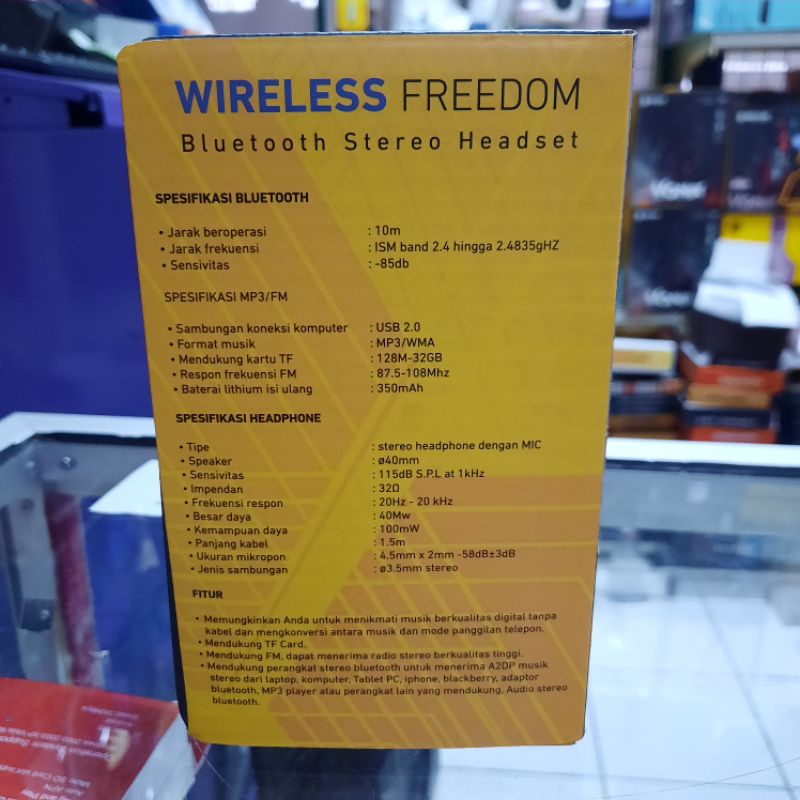 WIRELESS FREEDOM
Bluetooth Stereo Headset
SPESIFIKASI BLUETOOTH
• Jarak beroperasi : 10m
• Jarak frekuensi : ISM band 2.4 hingga 2.4835gHZ
• Sensivitas : -85db
SPESIFIKASI MP3/FM
• Sambungan koneksi komputer : USB 2.0
• Format musik : MP3/WMA
• Mendukung kartu TF : 128M-32GB
• Respon frekuensi FM : 87.5-108Mhz
• Baterai lithium isi ulang : 350mAh
SPESIFIKASI HEADPHONE
• Tipe : stereo headphone dengan MIC
• Speaker : ø40mm
• Sensivitas : 115dB S.P.L at 1kHz
• Impendan : 32Ω
• Frekuensi respon : 20Hz - 20 kHz
• Besar daya : 40Mw
• Kemampuan daya : 100mW
• Panjang kabel : 1.5m
• Ukuran mikropon : 4.5mm x 2mm -58dB±3dB
• Jenis sambungan : ø3.5mm stereo
FITUR
• Memungkinkan Anda untuk menikmati musik berkualitas digital tanpa
kabel dan mengkonversi antara musik dan mode panggilan telepon.
• Mendukung TF Card.
• Mendukung FM, dapat menerima radio stereo berkualitas tinggi.
• Mendukung perangkat stereo bluetooth untuk menerima A2DP musik
stereo dari laptop, komputer, Tablet PC, iphone, blackberry, adaptor
bluetooth, MP3 player atau perangkat lain yang mendukung. Audio stereo
bluetooth.